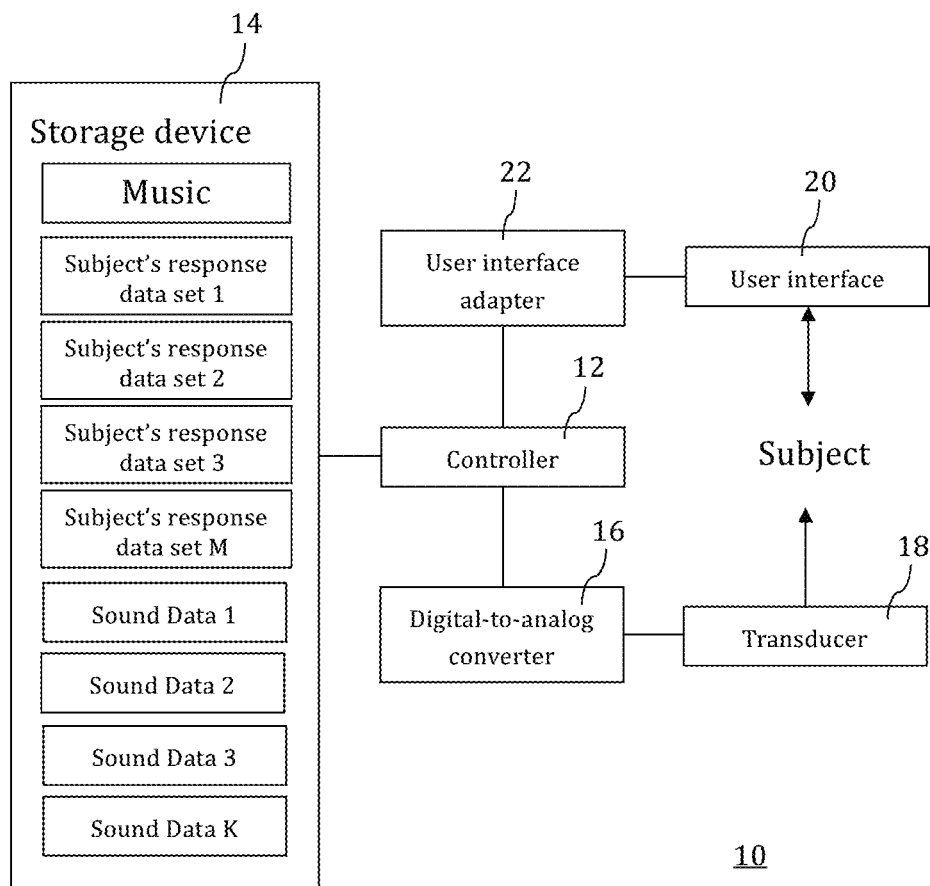 14
Storage device
Music
Subject's response
data set 1
Subject's response
data set 2
Subject's response
data set 3
Subject's response
data set M
Sound Data 1
Sound Data 2
Sound Data 3
Sound Data K
22
User interface
adapter
20
User interface
12
Controller
Subject
16
Digital-to-analog
converter
18
Transducer
10